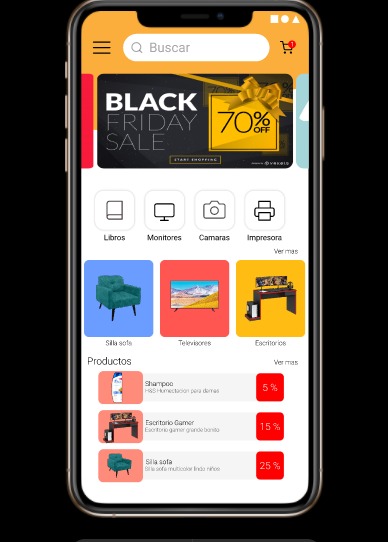 Buscar
1
BLACK
FRIDAY
SALE
70%
OFF
START SHOPPING
Libros
Monitores
Camaras
Impresora
Ver mas
Silla sofa
Televisores
Escritorios
Productos
Ver mas
Shampoo
H&S Humectacion para damas
5 %
Escritorio Gamer
Escritorio gamer grande bonito
15 %
Silla sofa
Silla sofa multicolor lindo niños
25 %